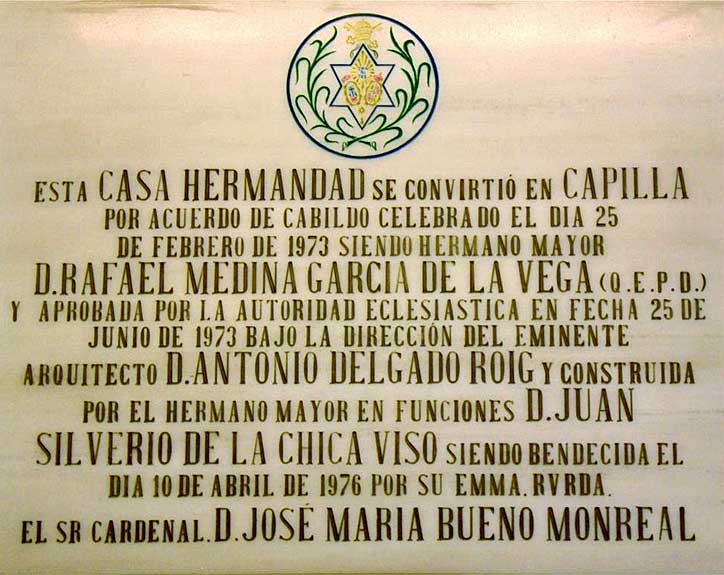 ESTA CASA HERMANDAD SE CONVIRTIÓ EN CAPILLA
POR ACUERDO DE CABILDO CELEBRADO EL DIA 25
DE FEBRERO DE 1973 SIENDO HERMANO MAYOR
D.RAFAEL MEDINA GARCIA DE LA VEGA (Q.E.P.D.)
Y APROBADA POR LA AUTORIDAD ECLESIASTICA EN FECHA 25 DE
JUNIO DE 1973 BAJO LA DIRECCIÓN DEL EMINENTE
ARQUITECTO D.ANTONIO DELGADO ROIG Y CONSTRUIDA
POR EL HERMANO MAYOR EN FUNCIONES D.JUAN
SILVERIO DE LA CHICA VISO SIENDO BENDECIDA EL
DIA 10 DE ABRIL DE 1976 POR SU EMMA. RVRDA.
EL SR CARDENAL. D.JOSÉ MARIA BUENO MONREAL